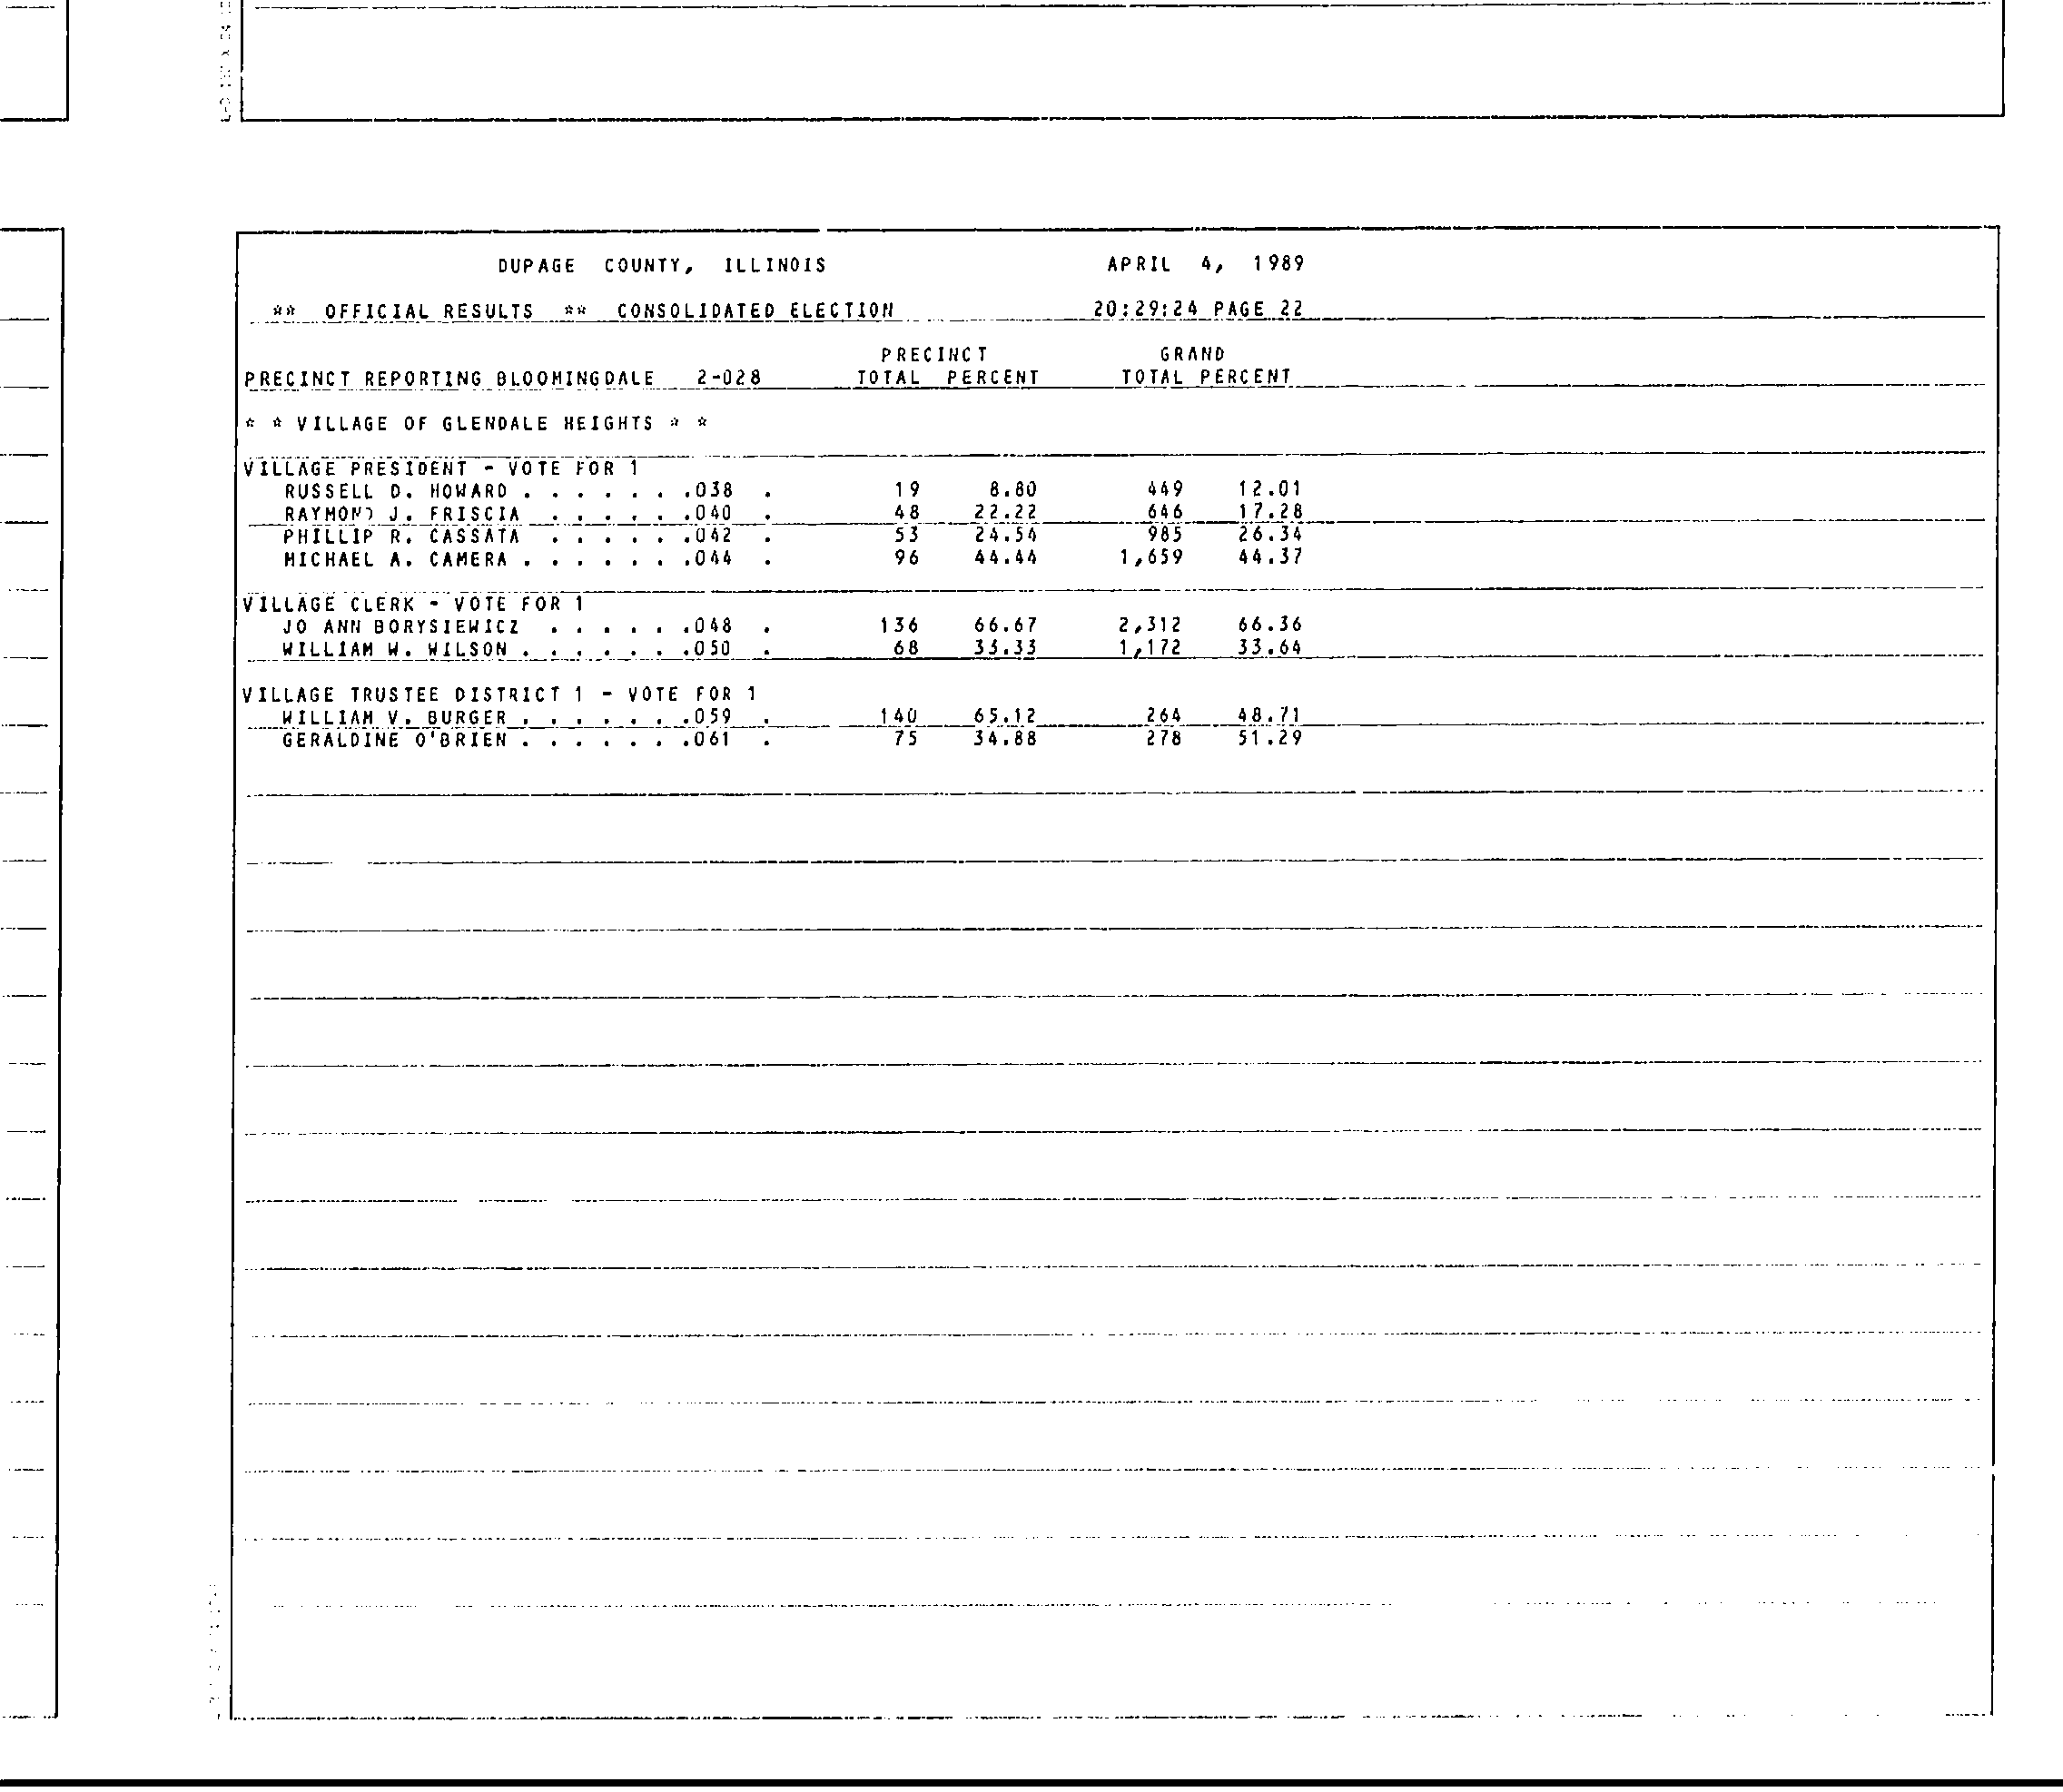 DUPAGE COUNTY, ILLINOIS APRIL 4, 1989
** OFFICIAL RESULTS ** CONSOLIDATED ELECTION 20:29:24 PAGE 22
PRECINCT GRAND
PRECINCT REPORTING BLOOMINGDALE 2-028 TOTAL PERCENT TOTAL PERCENT
* * VILLAGE OF GLENDALE HEIGHTS * *
VILLAGE PRESIDENT - VOTE FOR 1
RUSSELL D. HOWARD . . . . . . .038 . 19 8.80 449 12.01
RAYMOND J. FRISCIA . . . . . .040 . 48 22.22 646 17.28
PHILLIP R. CASSATA . . . . . .042 . 53 24.54 985 26.34
MICHAEL A. CAMERA . . . . . . .044 . 96 44.44 1,659 44.37
VILLAGE CLERK - VOTE FOR 1
JO ANN BORYSIEWICZ . . . . . .048 . 136 66.67 2,312 66.36
WILLIAM W. WILSON . . . . . . .050 . 68 33.33 1,172 33.64
VILLAGE TRUSTEE DISTRICT 1 - VOTE FOR 1
WILLIAM V. BURGER . . . . . . .059 . 140 65.12 264 48.71
GERALDINE O'BRIEN . . . . . . .061 . 75 34.88 278 51.29